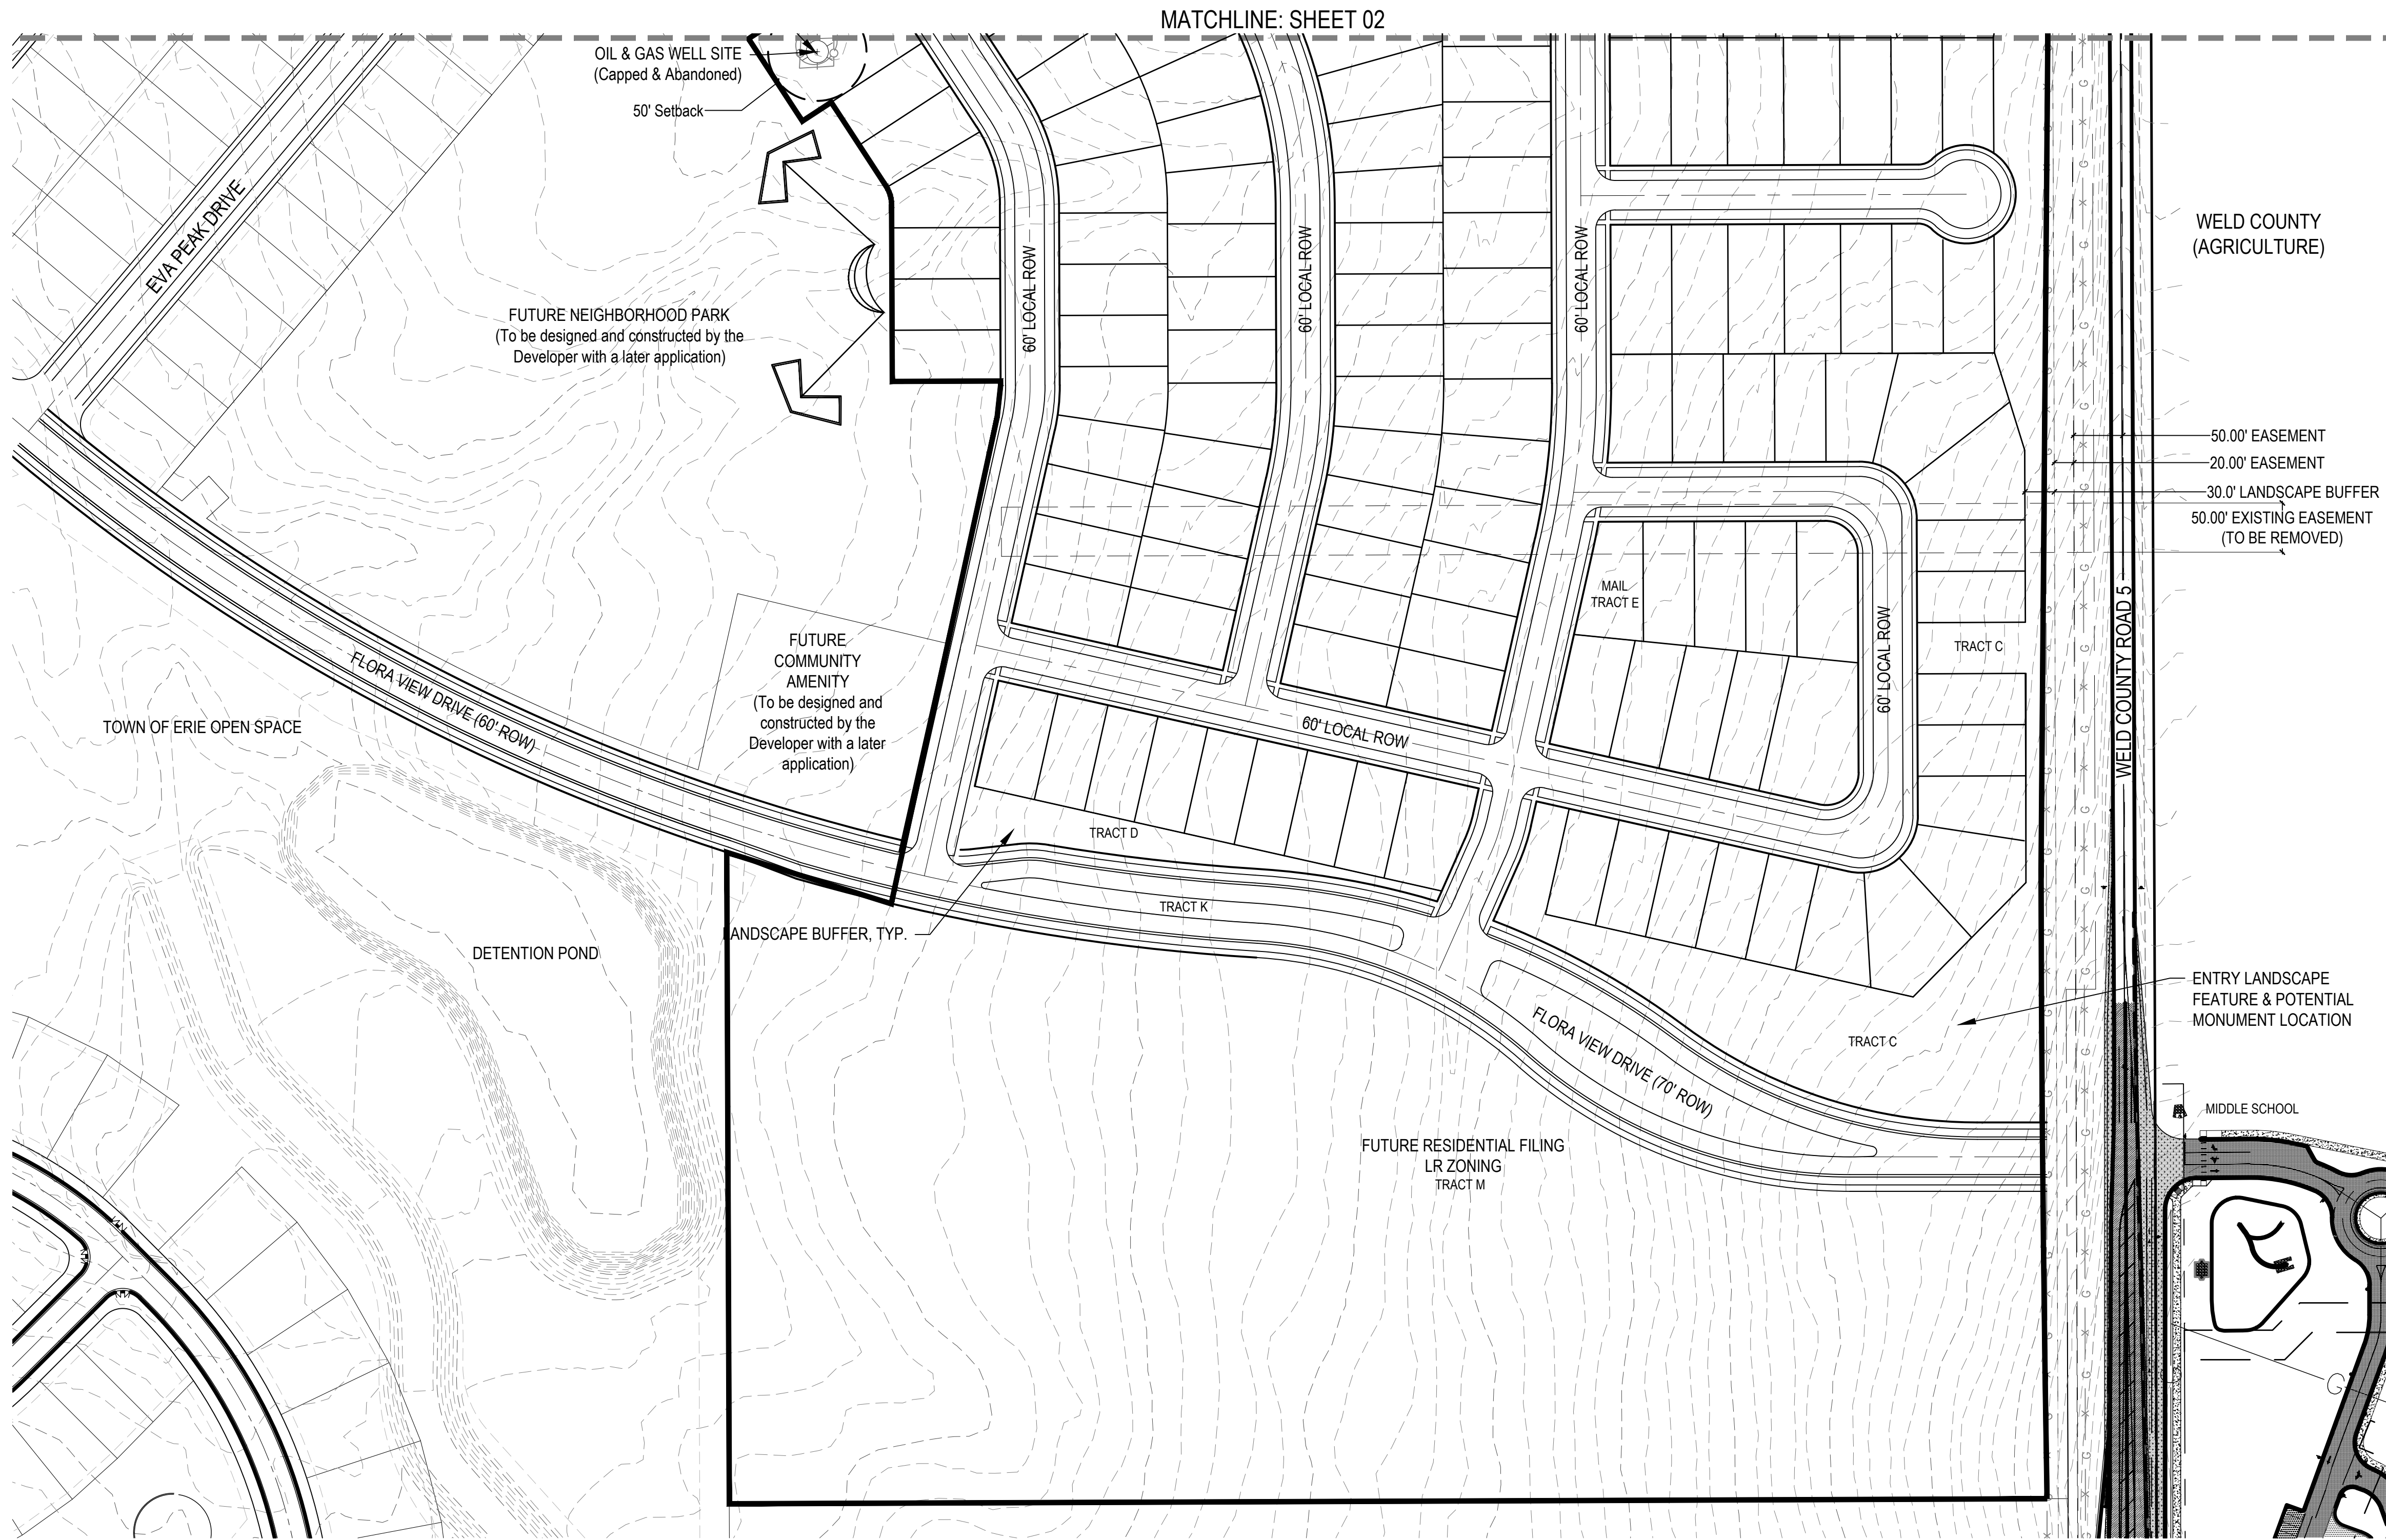 MATCHLINE: SHEET 02
OIL & GAS WELL SITE
(Capped & Abandoned)
50' Setback
EVA PEAK DRIVE
FUTURE NEIGHBORHOOD PARK
(To be designed and constructed by the
Developer with a later application)
60' LOCAL ROW
60' LOCAL ROW
60' LOCAL ROW
WELD COUNTY
(AGRICULTURE)
50.00' EASEMENT
20.00' EASEMENT
30.0' LANDSCAPE BUFFER
50.00' EXISTING EASEMENT
(TO BE REMOVED)
MAIL
TRACT E
60' LOCAL ROW
TRACT C
WELD COUNTY ROAD 5
FUTURE
COMMUNITY
AMENITY
(To be designed and
constructed by the
Developer with a later
application)
FLORA VIEW DRIVE (60' ROW)
TOWN OF ERIE OPEN SPACE
60' LOCAL ROW
TRACT D
TRACT K
LANDSCAPE BUFFER, TYP.
DETENTION POND
ENTRY LANDSCAPE
FEATURE & POTENTIAL
MONUMENT LOCATION
FLORA VIEW DRIVE (70' ROW)
TRACT C
MIDDLE SCHOOL
FUTURE RESIDENTIAL FILING
LR ZONING
TRACT M
G